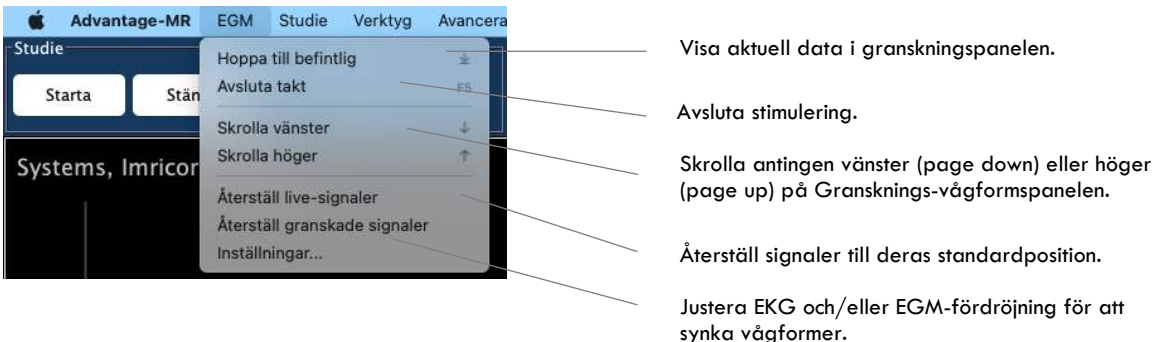 Advantage-MR EGM Studie Verktyg Avancera
Studie
Starta Stän
Systems, Imricor
Hoppa till befintlig
Avsluta takt F5
Skrolla vänster ↓
Skrolla höger ↑
Återställ live-signaler
Återställ granskade signaler
Inställningar...
Visa aktuell data i granskningspanelen.
Avsluta stimulering.
Skrolla antingen vänster (page down) eller höger
(page up) på Gransknings-vågformspanelen.
Återställ signaler till deras standardposition.
Justera EKG och/eller EGM-fördröjning för att
synka vågformer.